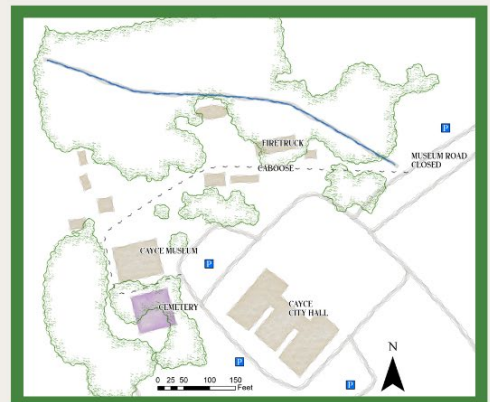 P
FIRETRUCK
MUSEUM ROAD
CLOSED
CABOOSE
CAYCE MUSEUM
P
CEMETERY
CAYCE
CITY HALL
N
P
P
0 25 50 100 150
Feet